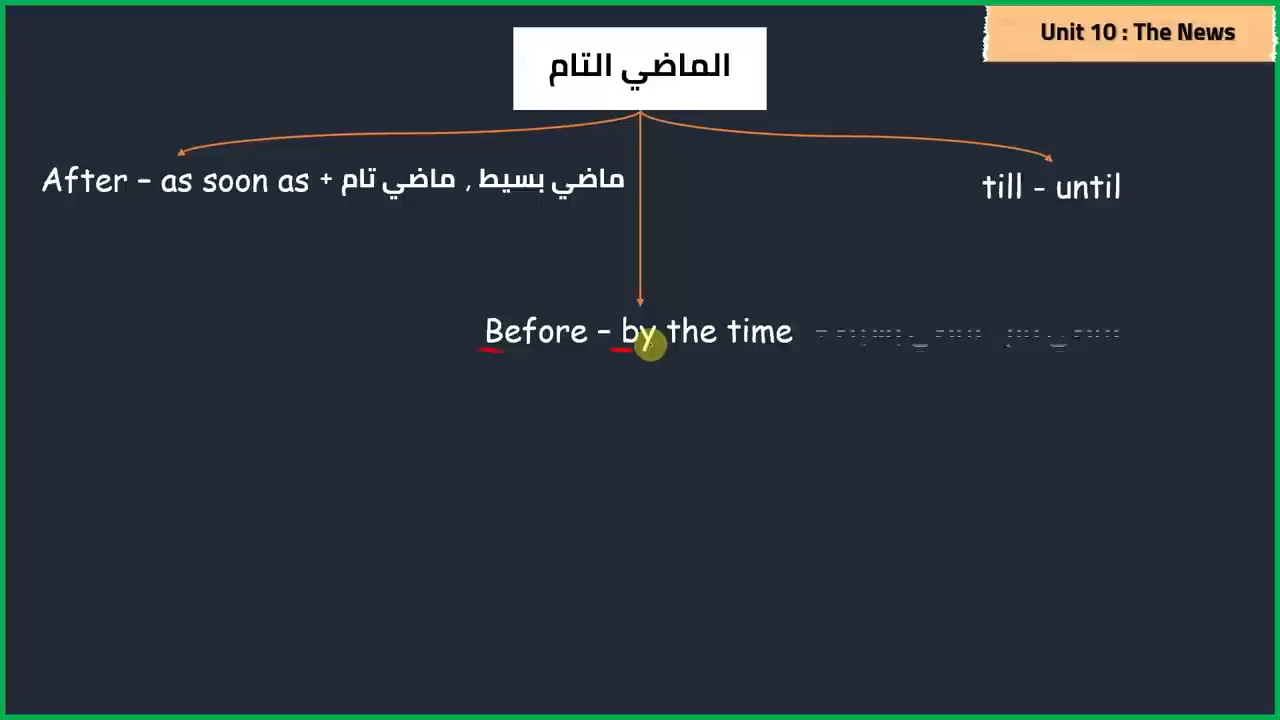 Unit 10 : The News
الماضي التام
After – as soon as + ماضي تام , ماضي بسيط
till - until
Before – by the time